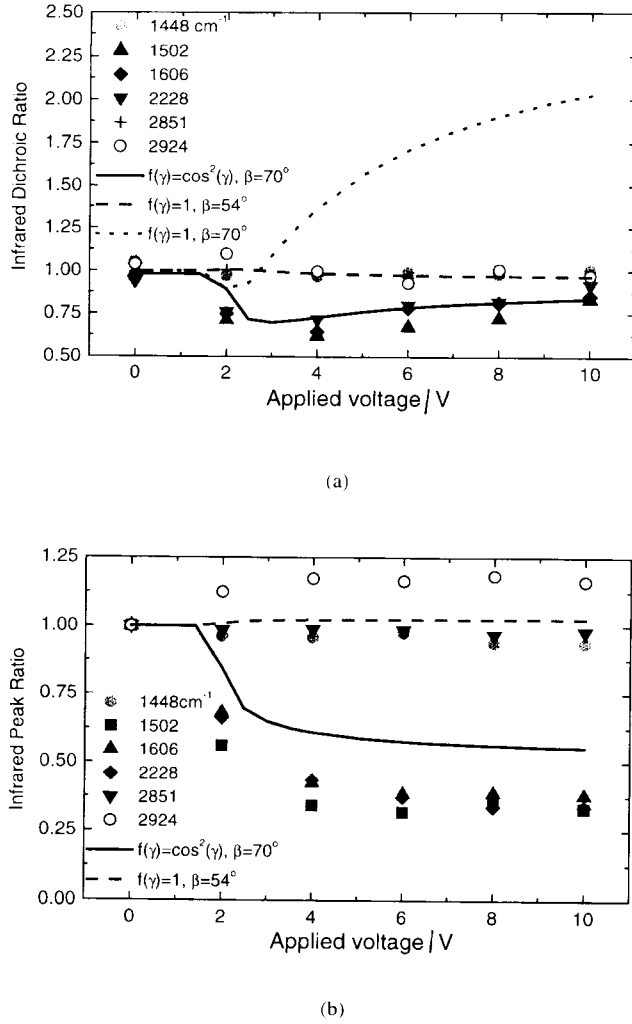 2.50
2.25
2.00
1.75
1.50
1.25
1.00
0.75
0.50
Infrared Dichroic Ratio
1448 cm⁻¹
1502
1606
2228
2851
2924
f(γ)=cos²(γ), β=70°
f(γ)=1, β=54°
f(γ)=1, β=70°
0 2 4 6 8 10
Applied voltage/V
(a)
1.25
1.00
0.75
0.50
0.25
0.00
Infrared Peak Ratio
1448cm⁻¹
1502
1606
2228
2851
2924
f(γ)=cos²(γ), β=70°
f(γ)=1, β=54°
0 2 4 6 8 10
Applied voltage/V
(b)